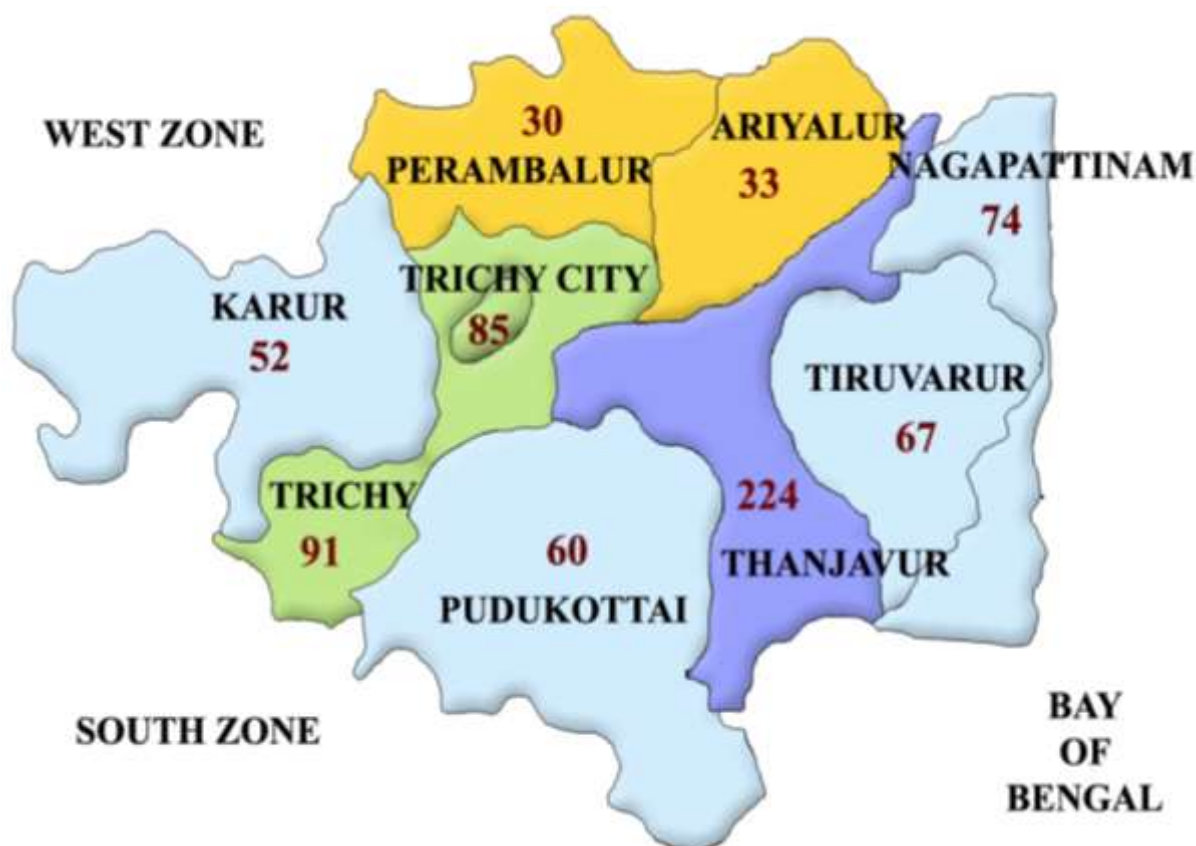 WEST ZONE
30
PERAMBALUR
ARIYALUR
33
NAGAPATTINAM
74
TRICHY CITY
85
KARUR
52
TIRUVARUR
67
TRICHY
91
224
THANJAVUR
60
PUDUKOTTAI
SOUTH ZONE
BAY
OF
BENGAL